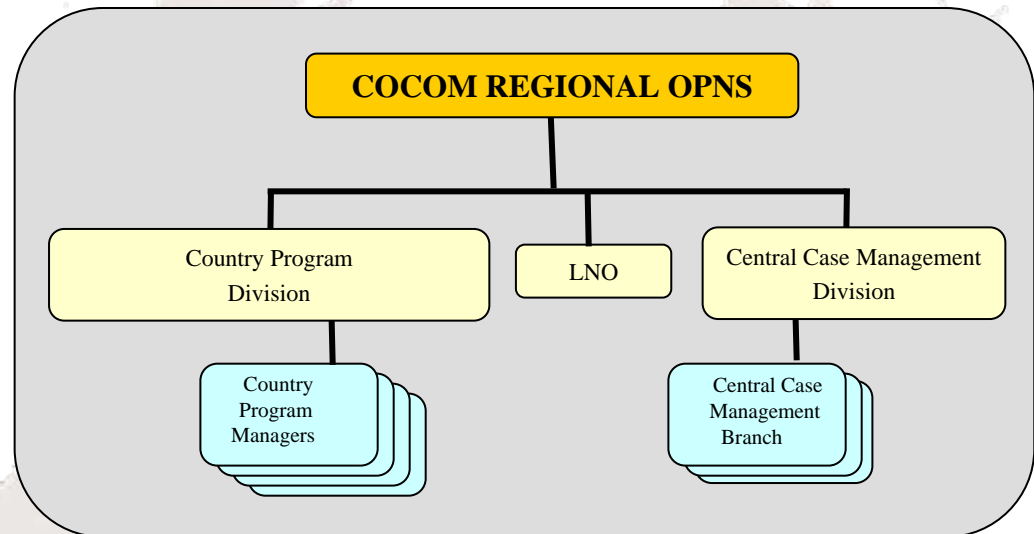 COCOM REGIONAL OPNS
Country Program
Division
LNO
Central Case Management
Division
Country
Program
Managers
Central Case
Management
Branch